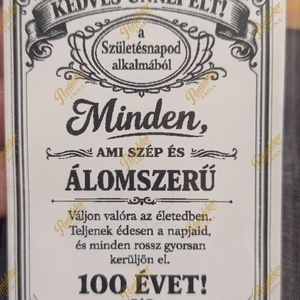 KEDVES ÜNNEPELT!
a
Születésnapod
alkalmából
Minden,
AMI SZÉP ÉS
ÁLOMSZERŰ
Váljon valóra az életedben.
Teljenek édesen a napjaid,
és minden rossz gyorsan
kerüljön el.
100 ÉVET!